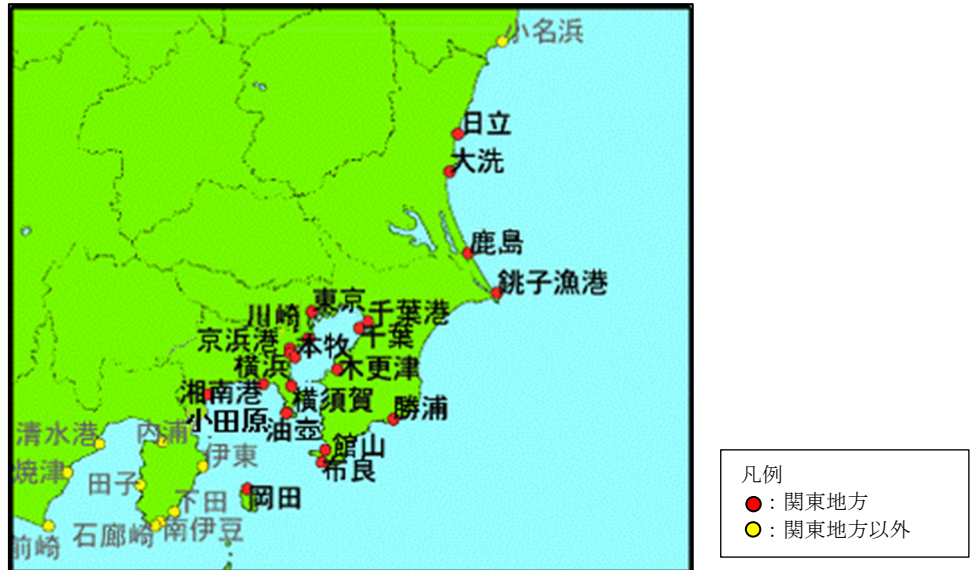 小名浜
日立
大洗
鹿島
銚子漁港
東京
川崎
千葉港
千葉
京浜港
本牧
横浜
木更津
湘南港
横須賀
小田原
油壺
勝浦
清水港
内浦
館山
伊東
布良
焼津
田子
下田
岡田
石廊崎
南伊豆
前崎
凡例
：関東地方
：関東地方以外